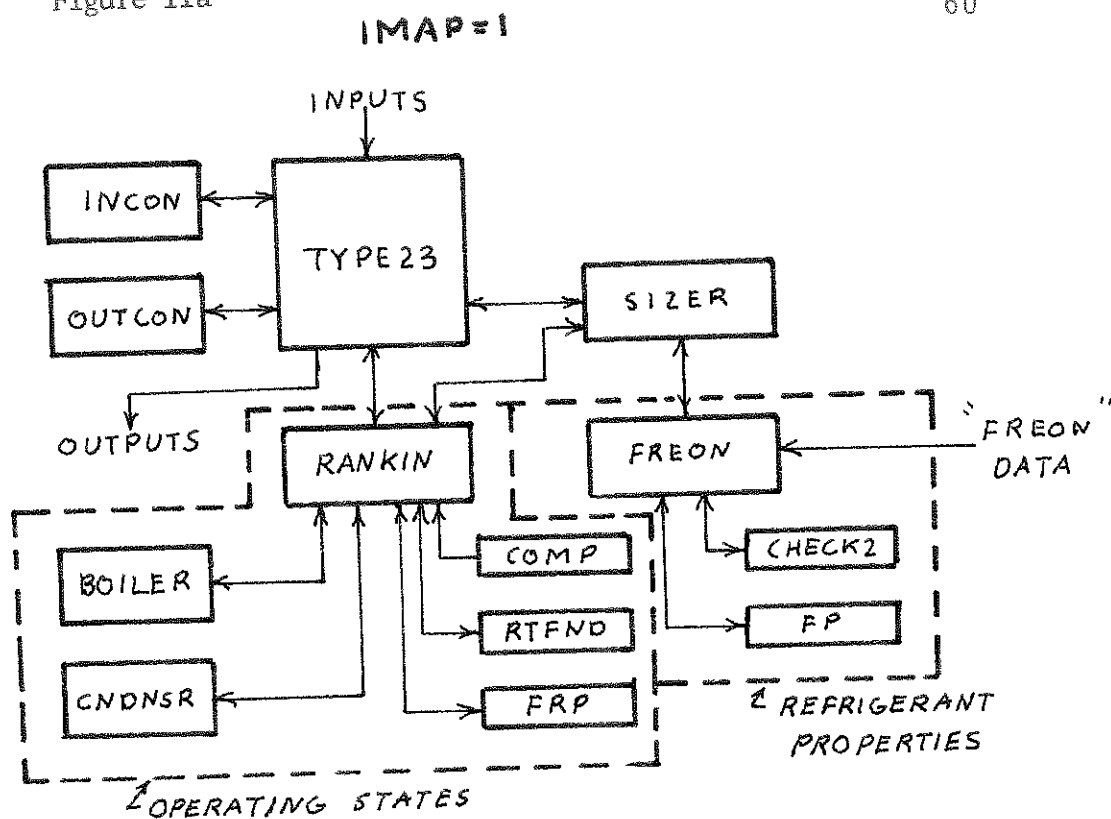 Figure 11a
60
IMAP=1
INPUTS
INCON
TYPE23
OUTCON
SIZER
OUTPUTS
RANKIN
FREON
"FREON"
DATA
BOILER
COMP
CHECK2
RTFND
FP
CNDNSR
FRP
REFRIGERANT
PROPERTIES
OPERATING STATES